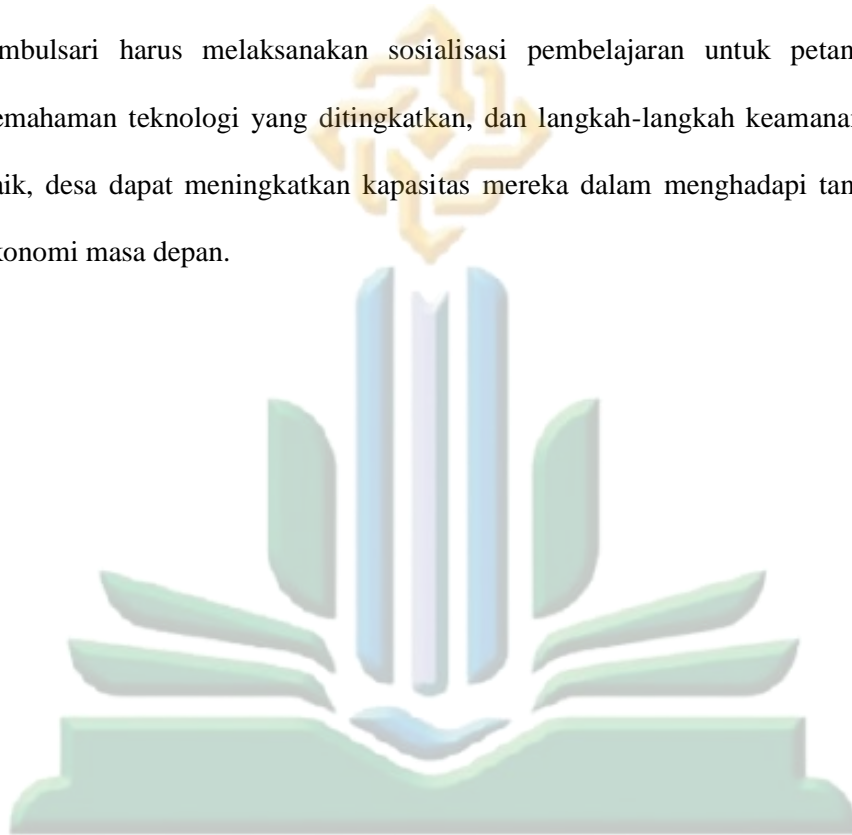 mbulsari harus melaksanakan sosialisasi pembelajaran untuk petan
emahaman teknologi yang ditingkatkan, dan langkah-langkah keamanan
aik, desa dapat meningkatkan kapasitas mereka dalam menghadapi tan
konomi masa depan.